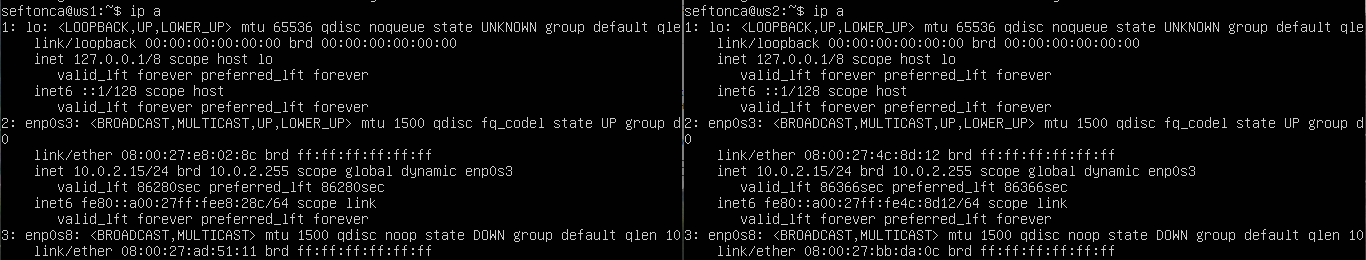 seftonca@ws1:~$ ip a
1: lo: <LOOPBACK,UP,LOWER_UP> mtu 65536 qdisc noqueue state UNKNOWN group default qle
link/loopback 00:00:00:00:00:00 brd 00:00:00:00:00:00
inet 127.0.0.1/8 scope host lo
valid_lft forever preferred_lft forever
inet6 ::1/128 scope host
valid_lft forever preferred_lft forever
2: enp0s3: <BROADCAST,MULTICAST,UP,LOWER_UP> mtu 1500 qdisc fq_codel state UP group d
0
link/ether 08:00:27:e8:02:8c brd ff:ff:ff:ff:ff:ff
inet 10.0.2.15/24 brd 10.0.2.255 scope global dynamic enp0s3
valid_lft 86280sec preferred_lft 86280sec
inet6 fe80::a00:27ff:fee8:28c/64 scope link
valid_lft forever preferred_lft forever
3: enp0s8: <BROADCAST,MULTICAST> mtu 1500 qdisc noop state DOWN group default qlen 10
link/ether 08:00:27:ad:51:11 brd ff:ff:ff:ff:ff:ff
seftonca@ws2:~$ ip a
1: lo: <LOOPBACK,UP,LOWER_UP> mtu 65536 qdisc noqueue state UNKNOWN group default qle
link/loopback 00:00:00:00:00:00 brd 00:00:00:00:00:00
inet 127.0.0.1/8 scope host lo
valid_lft forever preferred_lft forever
inet6 ::1/128 scope host
valid_lft forever preferred_lft forever
2: enp0s3: <BROADCAST,MULTICAST,UP,LOWER_UP> mtu 1500 qdisc fq_codel state UP group d
0
link/ether 08:00:27:4c:8d:12 brd ff:ff:ff:ff:ff:ff
inet 10.0.2.15/24 brd 10.0.2.255 scope global dynamic enp0s3
valid_lft 86366sec preferred_lft 86366sec
inet6 fe80::a00:27ff:fe4c:8d12/64 scope link
valid_lft forever preferred_lft forever
3: enp0s8: <BROADCAST,MULTICAST> mtu 1500 qdisc noop state DOWN group default qlen 10
link/ether 08:00:27:bb:da:0c brd ff:ff:ff:ff:ff:ff